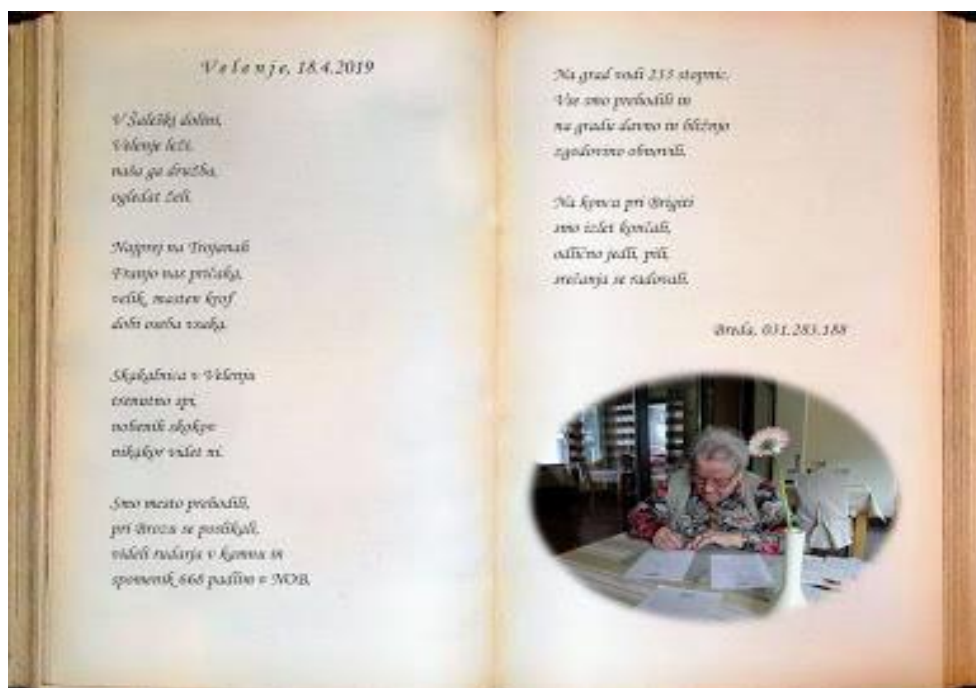 Velenje, 18.4.2019
V Šaleški dolini,
Velenje leži,
naša ga družba,
ogledat želi.
Najprej na Trojanah
Franjo nas pričaka,
velik, masten krof
dobi oseba vsaka.
Skakalnica v Velenju
trenutno spi,
nobenih skokov
nikakor videt ni.
Smo mesto prehodili,
pri Brozu se poslikali,
videli rudarja v kamnu in
spomenik 668 padlim v NOB.
Na grad vodi 233 stopnic,
Vse smo prehodili in
na gradu davno in bližnjo
zgodovino obnovili.
Na koncu pri Brigiti
smo izlet končali,
odlično jedli, pili,
srečanja se radovali.
Breda, 031.283.188